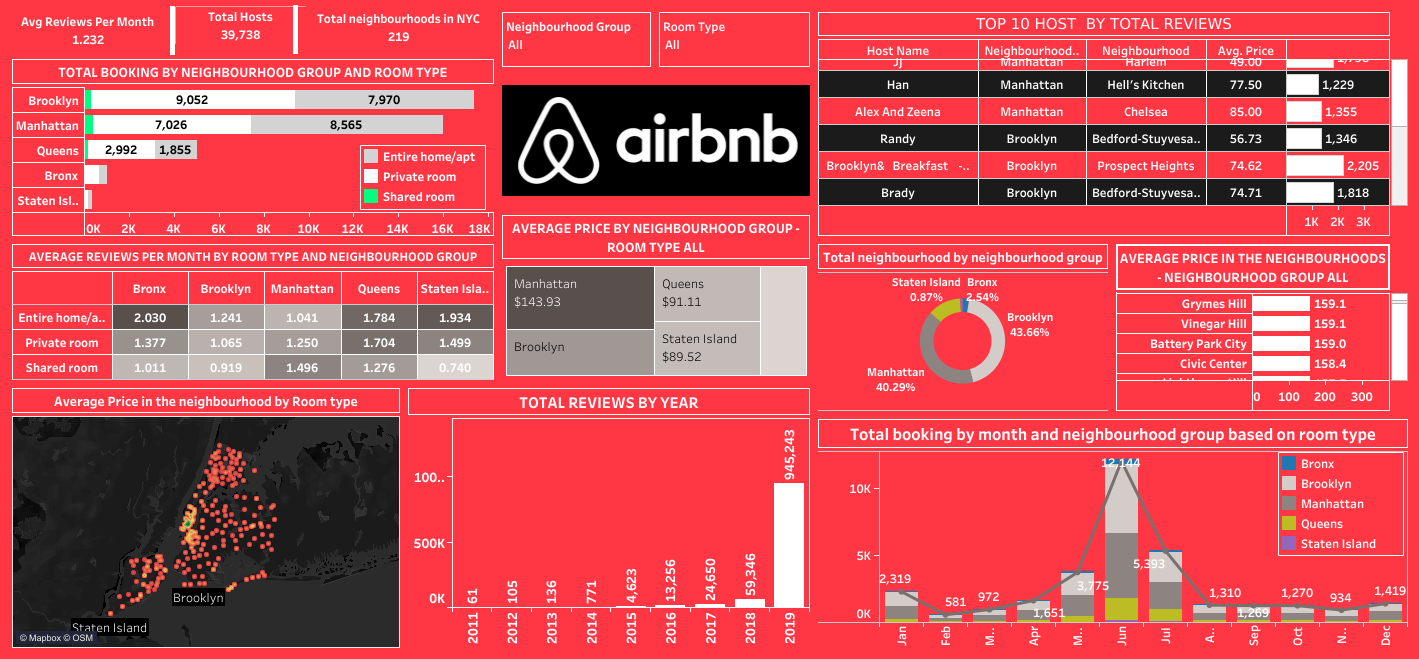 Avg Reviews Per Month
1.232
Total Hosts
39,738
Total neighbourhoods in NYC
219
Neighbourhood Group
All
Room Type
All
TOTAL BOOKING BY NEIGHBOURHOOD GROUP AND ROOM TYPE
Brooklyn 9,052 7,970
Manhattan 7,026 8,565
Queens 2,992 1,855
Bronx
Staten Isl..
Entire home/apt
Private room
Shared room
0K 2K 4K 6K 8K 10K 12K 14K 16K 18K
airbnb
TOP 10 HOST BY TOTAL REVIEWS
Host Name Neighbourhood.. Neighbourhood Avg. Price
Jj Manhattan Harlem 49.00
Han Manhattan Hell's Kitchen 77.50 1,229
Alex And Zeena Manhattan Chelsea 85.00 1,355
Randy Brooklyn Bedford-Stuyvesa.. 56.73 1,346
Brooklyn& Breakfast -.. Brooklyn Prospect Heights 74.62 2,205
Brady Brooklyn Bedford-Stuyvesa.. 74.71 1,818
1K 2K 3K
AVERAGE REVIEWS PER MONTH BY ROOM TYPE AND NEIGHBOURHOOD GROUP
Bronx Brooklyn Manhattan Queens Staten Isla..
Entire home/a.. 2.030 1.241 1.041 1.784 1.934
Private room 1.377 1.065 1.250 1.704 1.499
Shared room 1.011 0.919 1.496 1.276 0.740
AVERAGE PRICE BY NEIGHBOURHOOD GROUP -
ROOM TYPE ALL
Manhattan
$143.93
Queens
$91.11
Brooklyn
Staten Island
$89.52
Total neighbourhood by neighbourhood group
Staten Island
0.87%
Bronx
2.54%
Brooklyn
43.66%
Manhattan
40.29%
AVERAGE PRICE IN THE NEIGHBOURHOODS
- NEIGHBOURHOOD GROUP ALL
Grymes Hill 159.1
Vinegar Hill 159.1
Battery Park City 159.0
Civic Center 158.4
0 100 200 300
Average Price in the neighbourhood by Room type
Brooklyn
Staten Island
© Mapbox © OSM
TOTAL REVIEWS BY YEAR
100..
500K
0K
61 105 136 771 4,623 13,256 24,650 59,346 945,243
2011 2012 2013 2014 2015 2016 2017 2018 2019
Total booking by month and neighbourhood group based on room type
10K
5K
0K
2,319 581 972 1,651 3,775 12,144 5,393 1,310 1,269 1,270 934 1,419
Jan Feb M.. Apr M.. Jun Jul A.. Sep Oct N.. Dec
Bronx
Brooklyn
Manhattan
Queens
Staten Island